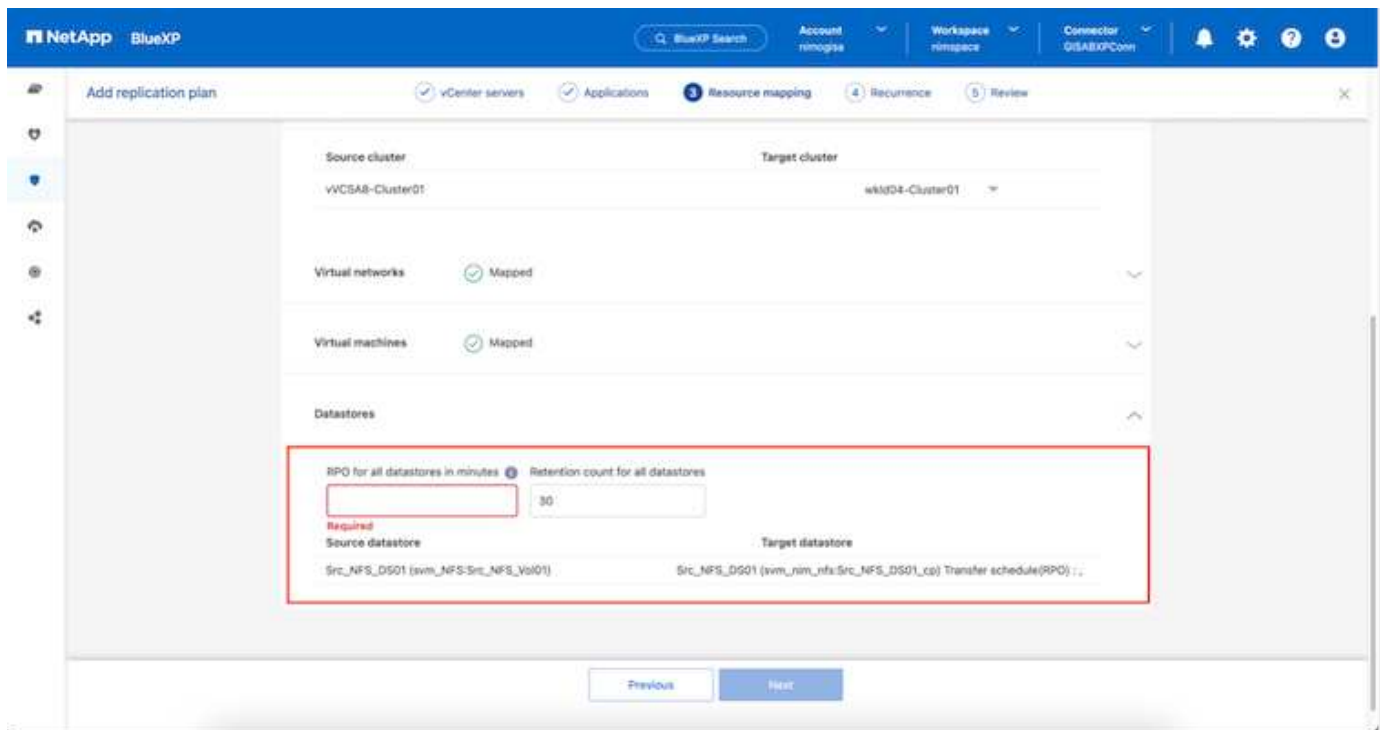 NetApp BlueXP
BlueXP Search
Account
nimogisa
Workspace
nimspace
Connector
GISABXPConn
Add replication plan
vCenter servers
Applications
3 Resource mapping
4 Recurrence
5 Review
Source cluster
Target cluster
vVCSA8-Cluster01
wkld04-Cluster01
Virtual networks
Mapped
Virtual machines
Mapped
Datastores
RPO for all datastores in minutes
Retention count for all datastores
30
Required
Source datastore
Target datastore
Src_NFS_DS01 (svm_NFS:Src_NFS_Vol01)
Src_NFS_DS01 (svm_nim_nfs:Src_NFS_DS01_cp) Transfer schedule(RPO) : ,
Previous
Next